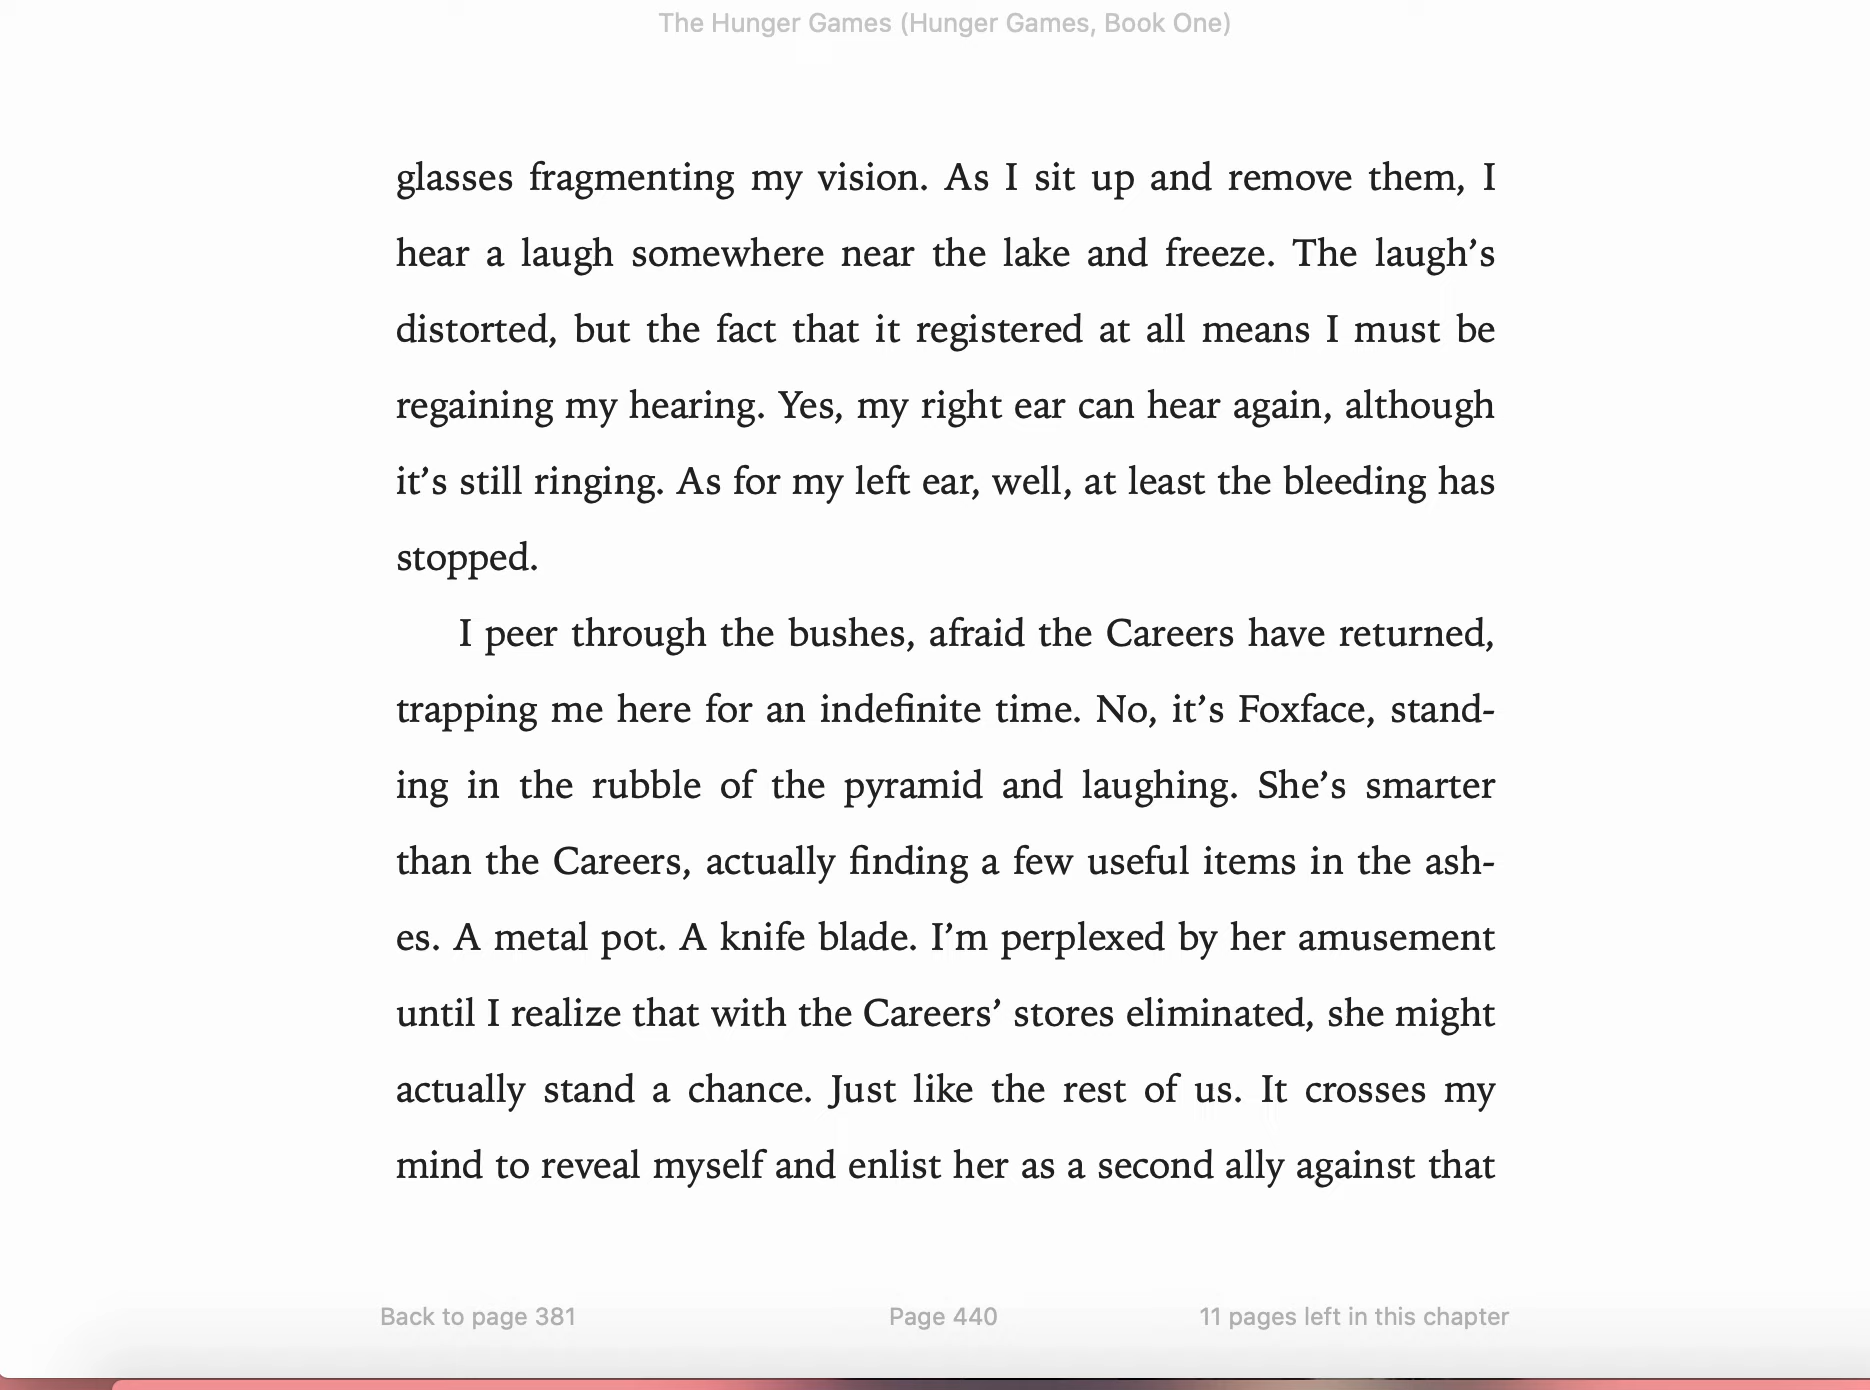 The Hunger Games (Hunger Games, Book One)
glasses fragmenting my vision. As I sit up and remove them, I
hear a laugh somewhere near the lake and freeze. The laugh’s
distorted, but the fact that it registered at all means I must be
regaining my hearing. Yes, my right ear can hear again, although
it’s still ringing. As for my left ear, well, at least the bleeding has
stopped.
I peer through the bushes, afraid the Careers have returned,
trapping me here for an indefinite time. No, it’s Foxface, stand-
ing in the rubble of the pyramid and laughing. She’s smarter
than the Careers, actually finding a few useful items in the ash-
es. A metal pot. A knife blade. I’m perplexed by her amusement
until I realize that with the Careers’ stores eliminated, she might
actually stand a chance. Just like the rest of us. It crosses my
mind to reveal myself and enlist her as a second ally against that
Back to page 381
Page 440
11 pages left in this chapter